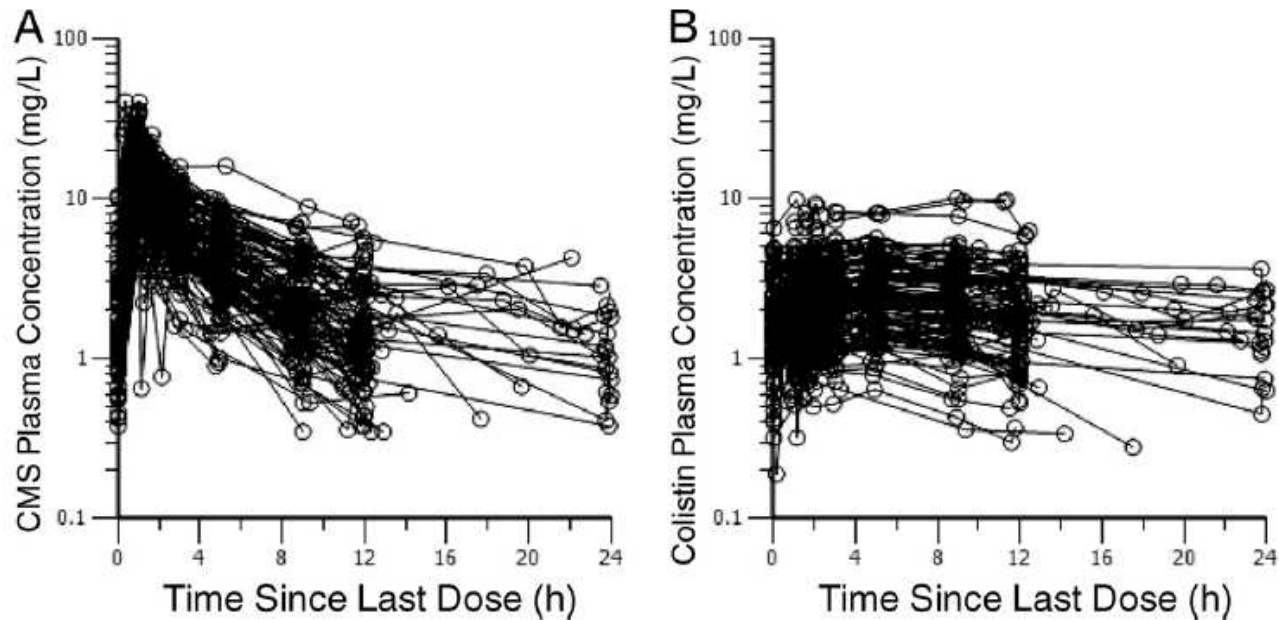 A
CMS Plasma Concentration (mg/L)
100
10
1
0.1
0 4 8 12 16 20 24
Time Since Last Dose (h)
B
Colistin Plasma Concentration (mg/L)
100
10
1
0.1
0 4 8 12 16 20 24
Time Since Last Dose (h)